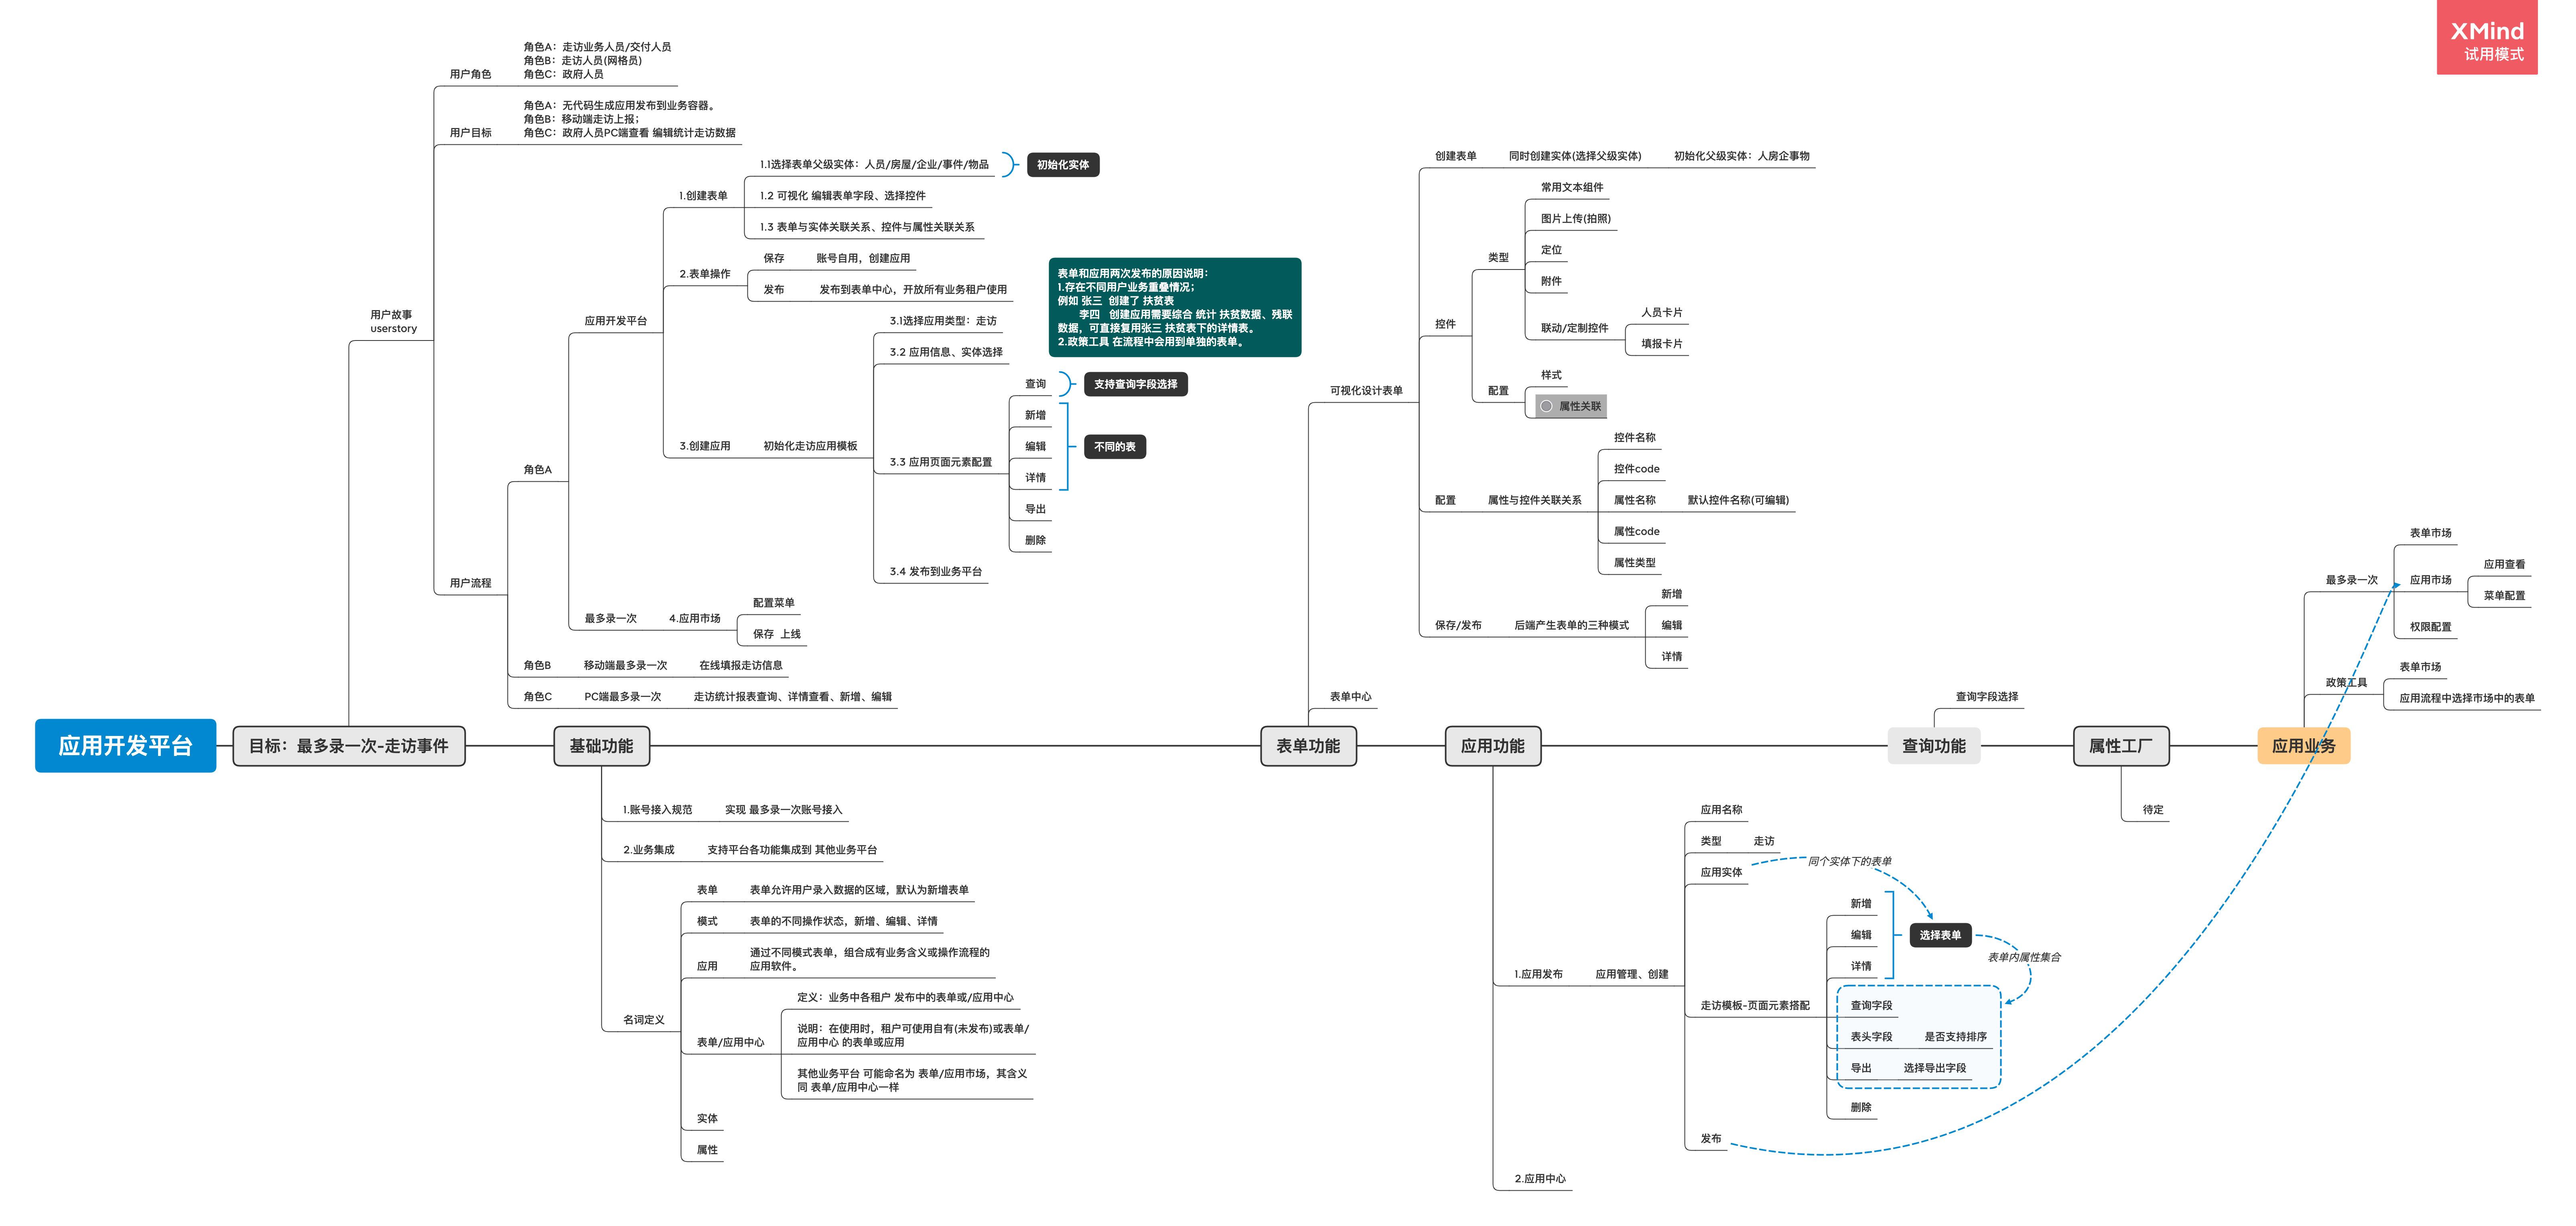 XMind
试用模式
应用开发平台
目标：最多录一次-走访事件
用户故事
userstory
用户角色
角色A：走访业务人员/交付人员
角色B：走访人员(网格员)
角色C：政府人员
用户目标
角色A：无代码生成应用发布到业务容器。
角色B：移动端走访上报；
角色C：政府人员PC端查看 编辑统计走访数据
用户流程
角色A
应用开发平台
1.创建表单
1.1选择表单父级实体：人员/房屋/企业/事件/物品
初始化实体
1.2 可视化 编辑表单字段、选择控件
1.3 表单与实体关联关系、控件与属性关联关系
2.表单操作
保存
账号自用，创建应用
发布
发布到表单中心，开放所有业务租户使用
3.创建应用
初始化走访应用模板
3.1选择应用类型：走访
3.2 应用信息、实体选择
3.3 应用页面元素配置
查询
支持查询字段选择
新增
编辑
详情
不同的表
导出
删除
3.4 发布到业务平台
表单和应用两次发布的原因说明：
1.存在不同用户业务重叠情况；
例如 张三 创建了 扶贫表
李四 创建应用需要综合 统计 扶贫数据、残联
数据，可直接复用张三 扶贫表下的详情表。
2.政策工具 在流程中会用到单独的表单。
最多录一次
4.应用市场
配置菜单
保存 上线
角色B
移动端最多录一次
在线填报走访信息
角色C
PC端最多录一次
走访统计报表查询、详情查看、新增、编辑
基础功能
1.账号接入规范
实现 最多录一次账号接入
2.业务集成
支持平台各功能集成到 其他业务平台
名词定义
表单
表单允许用户录入数据的区域，默认为新增表单
模式
表单的不同操作状态，新增、编辑、详情
应用
通过不同模式表单，组合成有业务含义或操作流程的
应用软件。
表单/应用中心
定义：业务中各租户 发布中的表单或/应用中心
说明：在使用时，租户可使用自有(未发布)或表单/
应用中心 的表单或应用
其他业务平台 可能命名为 表单/应用市场，其含义
同 表单/应用中心一样
实体
属性
表单功能
可视化设计表单
创建表单
同时创建实体(选择父级实体)
初始化父级实体：人房企事物
控件
类型
常用文本组件
图片上传(拍照)
定位
附件
联动/定制控件
人员卡片
填报卡片
配置
样式
属性关联
配置
属性与控件关联关系
控件名称
控件code
属性名称
默认控件名称(可编辑)
属性code
属性类型
保存/发布
后端产生表单的三种模式
新增
编辑
详情
表单中心
应用功能
1.应用发布
应用管理、创建
应用名称
类型
走访
应用实体
同个实体下的表单
走访模板-页面元素搭配
新增
编辑
详情
选择表单
表单内属性集合
查询字段
表头字段
是否支持排序
导出
选择导出字段
删除
发布
2.应用中心
查询功能
查询字段选择
属性工厂
待定
应用业务
最多录一次
表单市场
应用市场
应用查看
菜单配置
权限配置
政策工具
表单市场
应用流程中选择市场中的表单